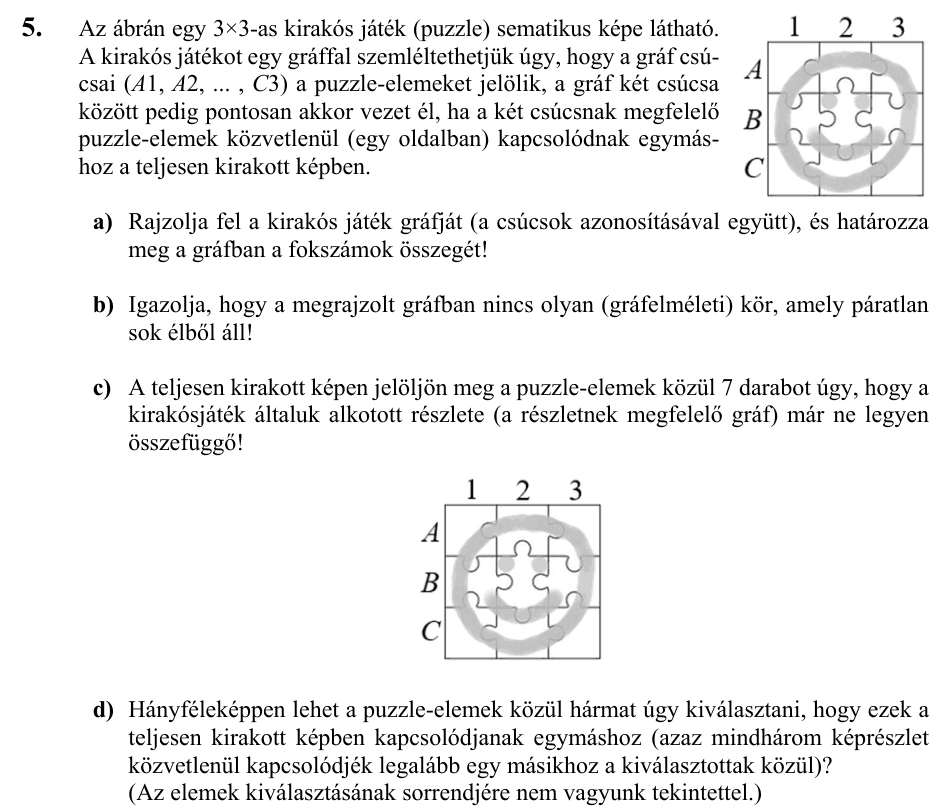 5. Az ábrán egy 3×3-as kirakós játék (puzzle) sematikus képe látható.
A kirakós játékot egy gráffal szemléltethetjük úgy, hogy a gráf csú-
csai (A1, A2, ... , C3) a puzzle-elemeket jelölik, a gráf két csúcsa
között pedig pontosan akkor vezet él, ha a két csúcsnak megfelelő
puzzle-elemek közvetlenül (egy oldalban) kapcsolódnak egymás-
hoz a teljesen kirakott képben.
1 2 3
A
B
C
a) Rajzolja fel a kirakós játék gráfját (a csúcsok azonosításával együtt), és határozza
meg a gráfban a fokszámok összegét!
b) Igazolja, hogy a megrajzolt gráfban nincs olyan (gráfelméleti) kör, amely páratlan
sok élből áll!
c) A teljesen kirakott képen jelöljön meg a puzzle-elemek közül 7 darabot úgy, hogy a
kirakósjáték általuk alkotott részlete (a részletnek megfelelő gráf) már ne legyen
összefüggő!
1 2 3
A
B
C
d) Hányféleképpen lehet a puzzle-elemek közül hármat úgy kiválasztani, hogy ezek a
teljesen kirakott képben kapcsolódjanak egymáshoz (azaz mindhárom képrészlet
közvetlenül kapcsolódjék legalább egy másikhoz a kiválasztottak közül)?
(Az elemek kiválasztásának sorrendjére nem vagyunk tekintettel.)